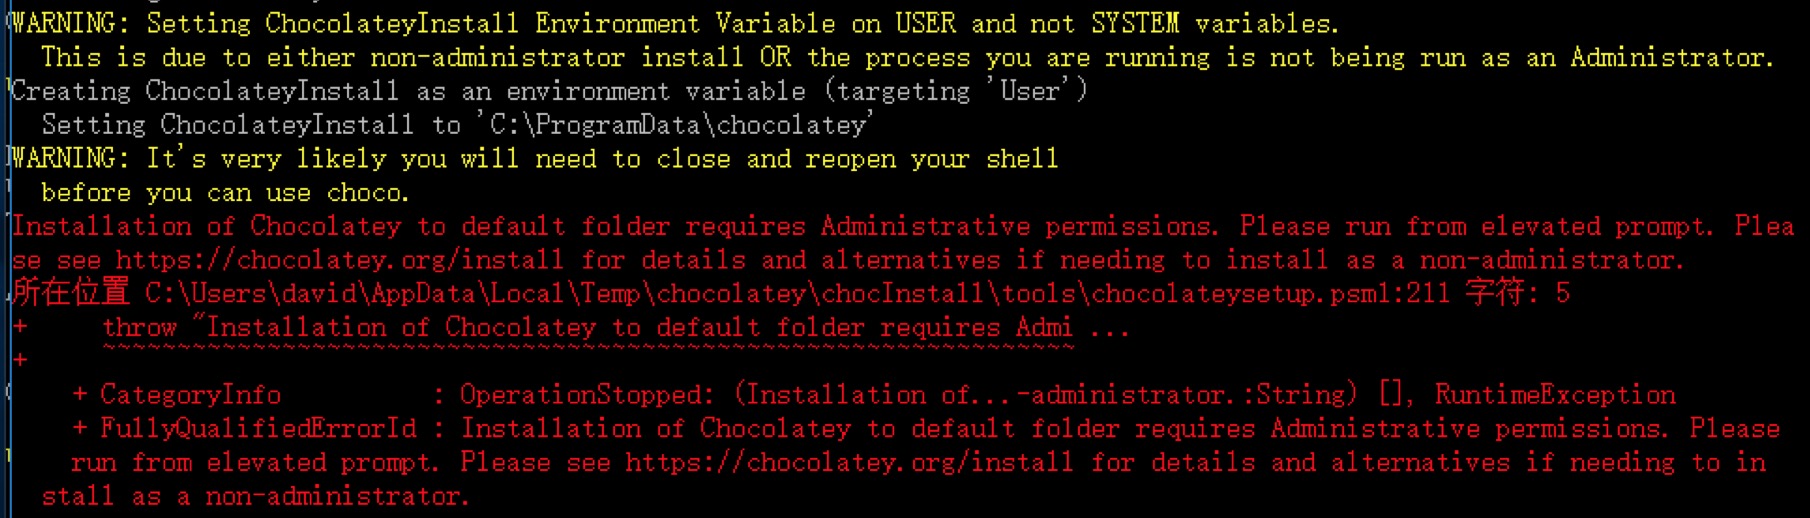 WARNING: Setting ChocolateyInstall Environment Variable on USER and not SYSTEM variables.
  This is due to either non-administrator install OR the process you are running is not being run as an Administrator.
Creating ChocolateyInstall as an environment variable (targeting 'User')
  Setting ChocolateyInstall to 'C:\ProgramData\chocolatey'
WARNING: It's very likely you will need to close and reopen your shell
  before you can use choco.
Installation of Chocolatey to default folder requires Administrative permissions. Please run from elevated prompt. Plea
se see https://chocolatey.org/install for details and alternatives if needing to install as a non-administrator.
所在位置 C:\Users\david\AppData\Local\Temp\chocolatey\chocInstall\tools\chocolateysetup.psm1:211 字符: 5
+     throw "Installation of Chocolatey to default folder requires Admi ...
+     ~~~~~~~~~~~~~~~~~~~~~~~~~~~~~~~~~~~~~~~~~~~~~~~~~~~~~~~~~~~~~~~~~
    + CategoryInfo          : OperationStopped: (Installation of...-administrator.:String) [], RuntimeException
    + FullyQualifiedErrorId : Installation of Chocolatey to default folder requires Administrative permissions. Please
    run from elevated prompt. Please see https://chocolatey.org/install for details and alternatives if needing to in
  stall as a non-administrator.